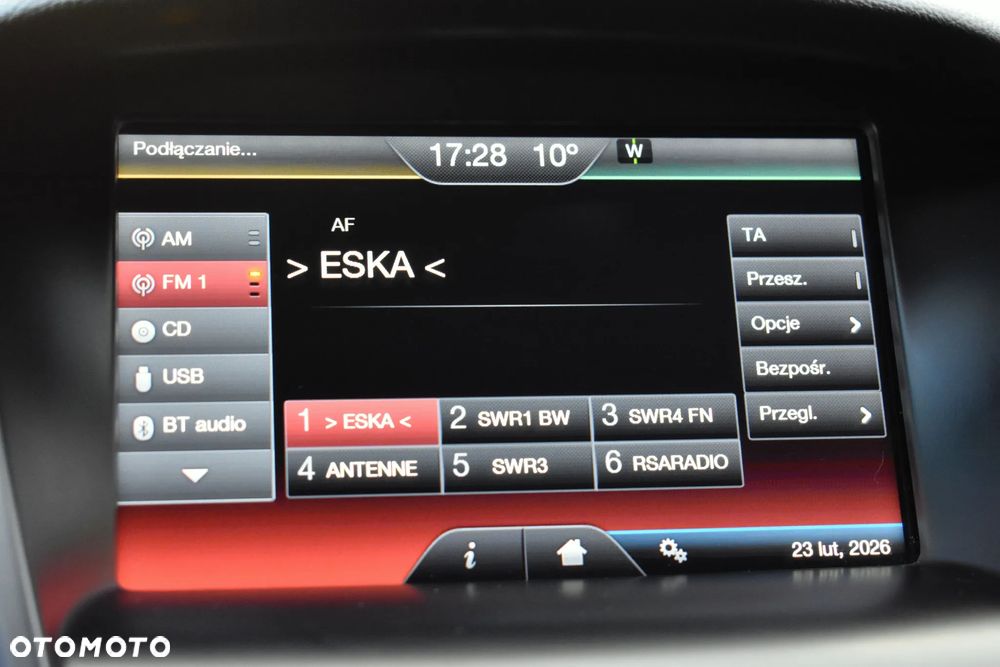 Podłączanie...
17:28 10° W
AM
FM 1
CD
USB
BT audio
AF
> ESKA <
1 > ESKA <
2 SWR1 BW
3 SWR4 FN
4 ANTENNE
5 SWR3
6 RSARADIO
TA
Przesz.
Opcje
Bezpośr.
Przegl.
i
23 lut, 2026
OTOMOTO